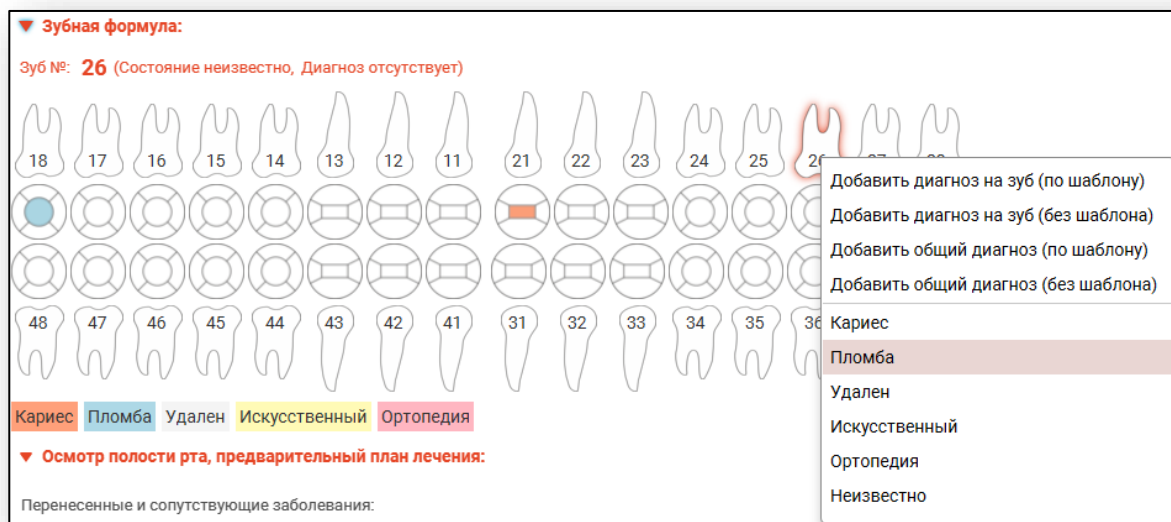 Зубная формула:
Зуб №: 26 (Состояние неизвестно, Диагноз отсутствует)
18 17 16 15 14 13 12 11 21 22 23 24 25 26
48 47 46 45 44 43 42 41 31 32 33 34 35 36
Кариес Пломба Удален Искусственный Ортопедия
Осмотр полости рта, предварительный план лечения:
Перенесенные и сопутствующие заболевания:
Добавить диагноз на зуб (по шаблону)
Добавить диагноз на зуб (без шаблона)
Добавить общий диагноз (по шаблону)
Добавить общий диагноз (без шаблона)
Кариес
Пломба
Удален
Искусственный
Ортопедия
Неизвестно